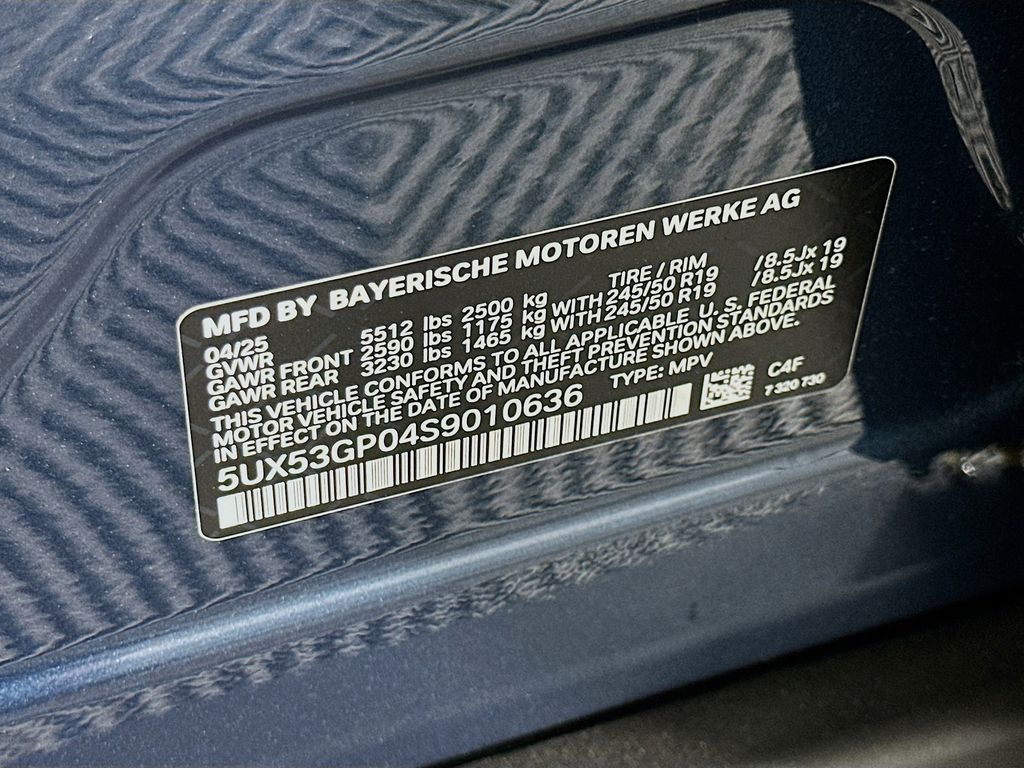 MFD BY BAYERISCHE MOTOREN WERKE AG
04/25 TIRE / RIM
GVWR 5512 lbs 2500 kg
GAWR FRONT 2590 lbs 1175 kg WITH 245/50 R19 /8.5Jx 19
GAWR REAR 3230 lbs 1465 kg WITH 245/50 R19 /8.5Jx 19
THIS VEHICLE CONFORMS TO ALL APPLICABLE U. S. FEDERAL
MOTOR VEHICLE SAFETY AND THEFT PREVENTION STANDARDS
IN EFFECT ON THE DATE OF MANUFACTURE SHOWN ABOVE.
5UX53GP04S9010636 TYPE: MPV C4F
7 320 730